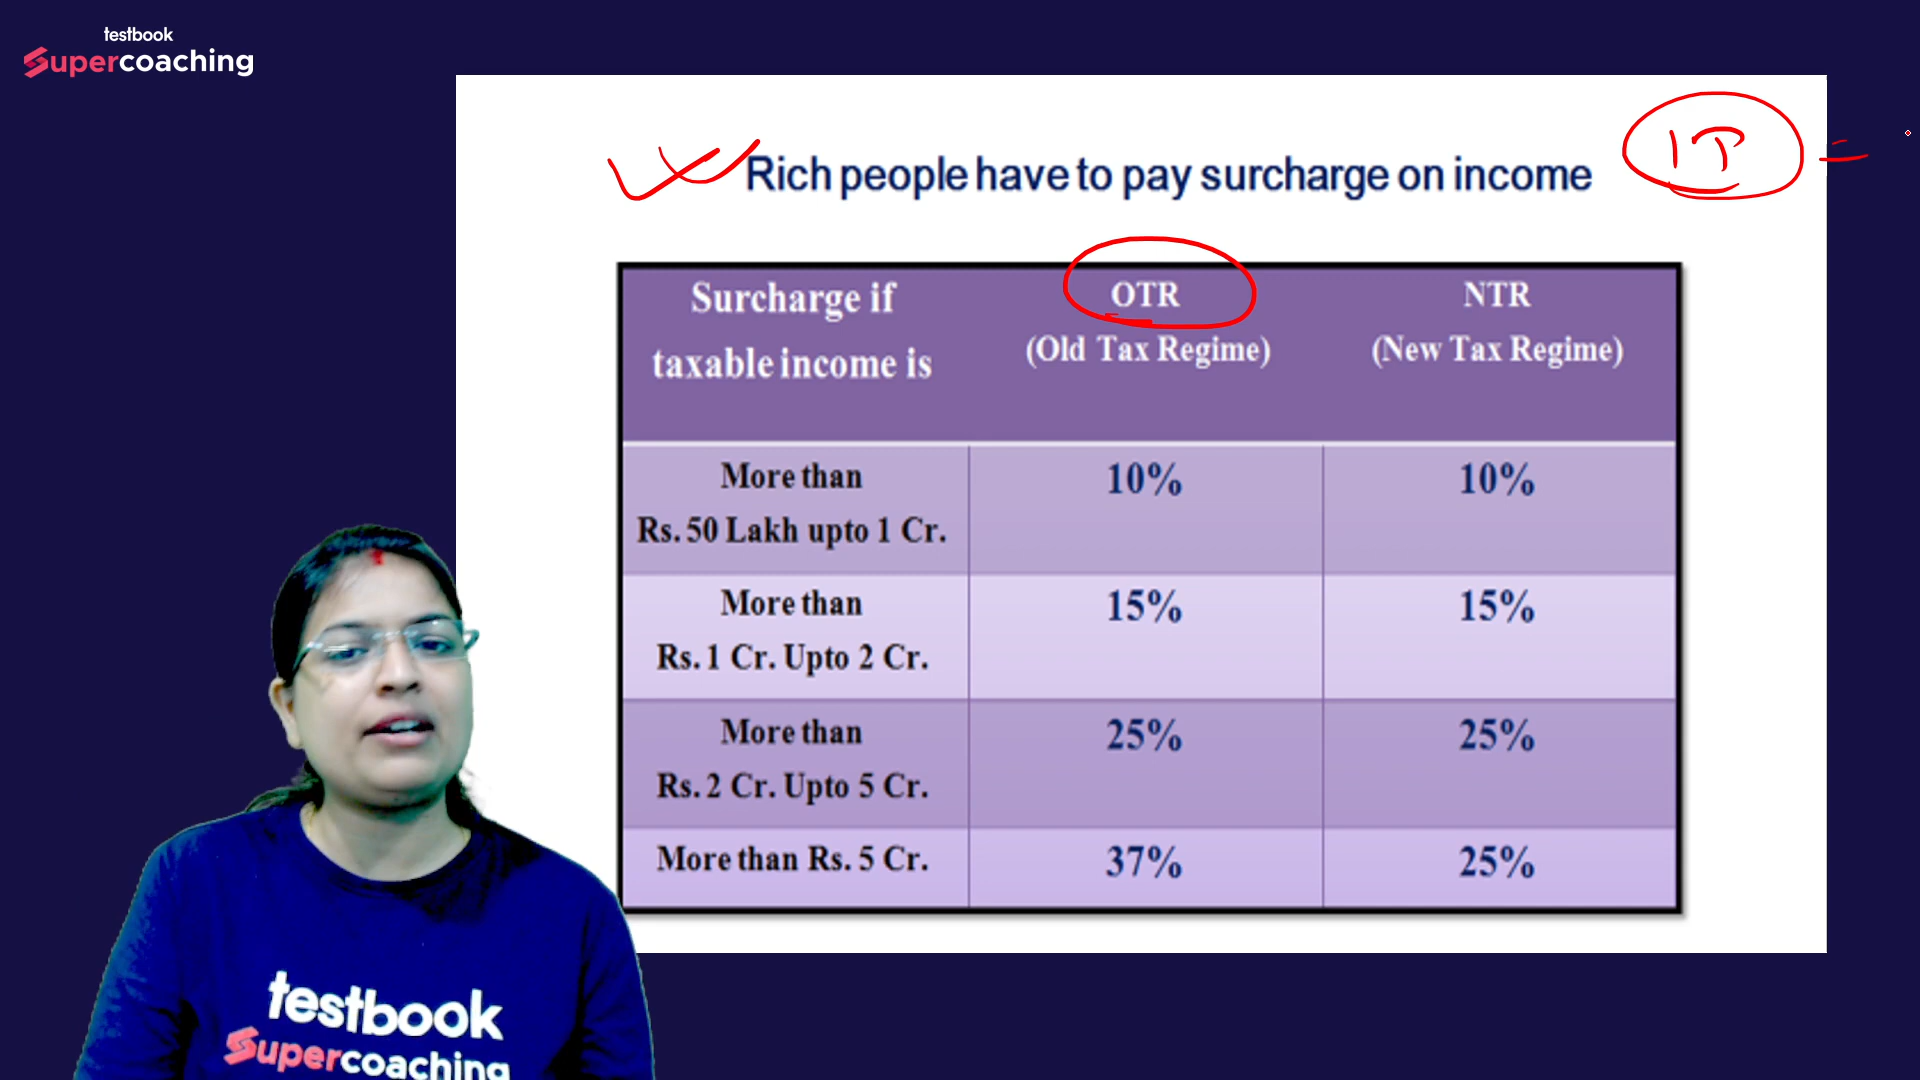 testbook
Supercoaching
Rich people have to pay surcharge on income
IT =
Surcharge if
taxable income is
OTR
(Old Tax Regime)
NTR
(New Tax Regime)
More than
Rs. 50 Lakh upto 1 Cr.
10%
10%
More than
Rs. 1 Cr. Upto 2 Cr.
15%
15%
More than
Rs. 2 Cr. Upto 5 Cr.
25%
25%
More than Rs. 5 Cr.
37%
25%
testbook
Supercoaching